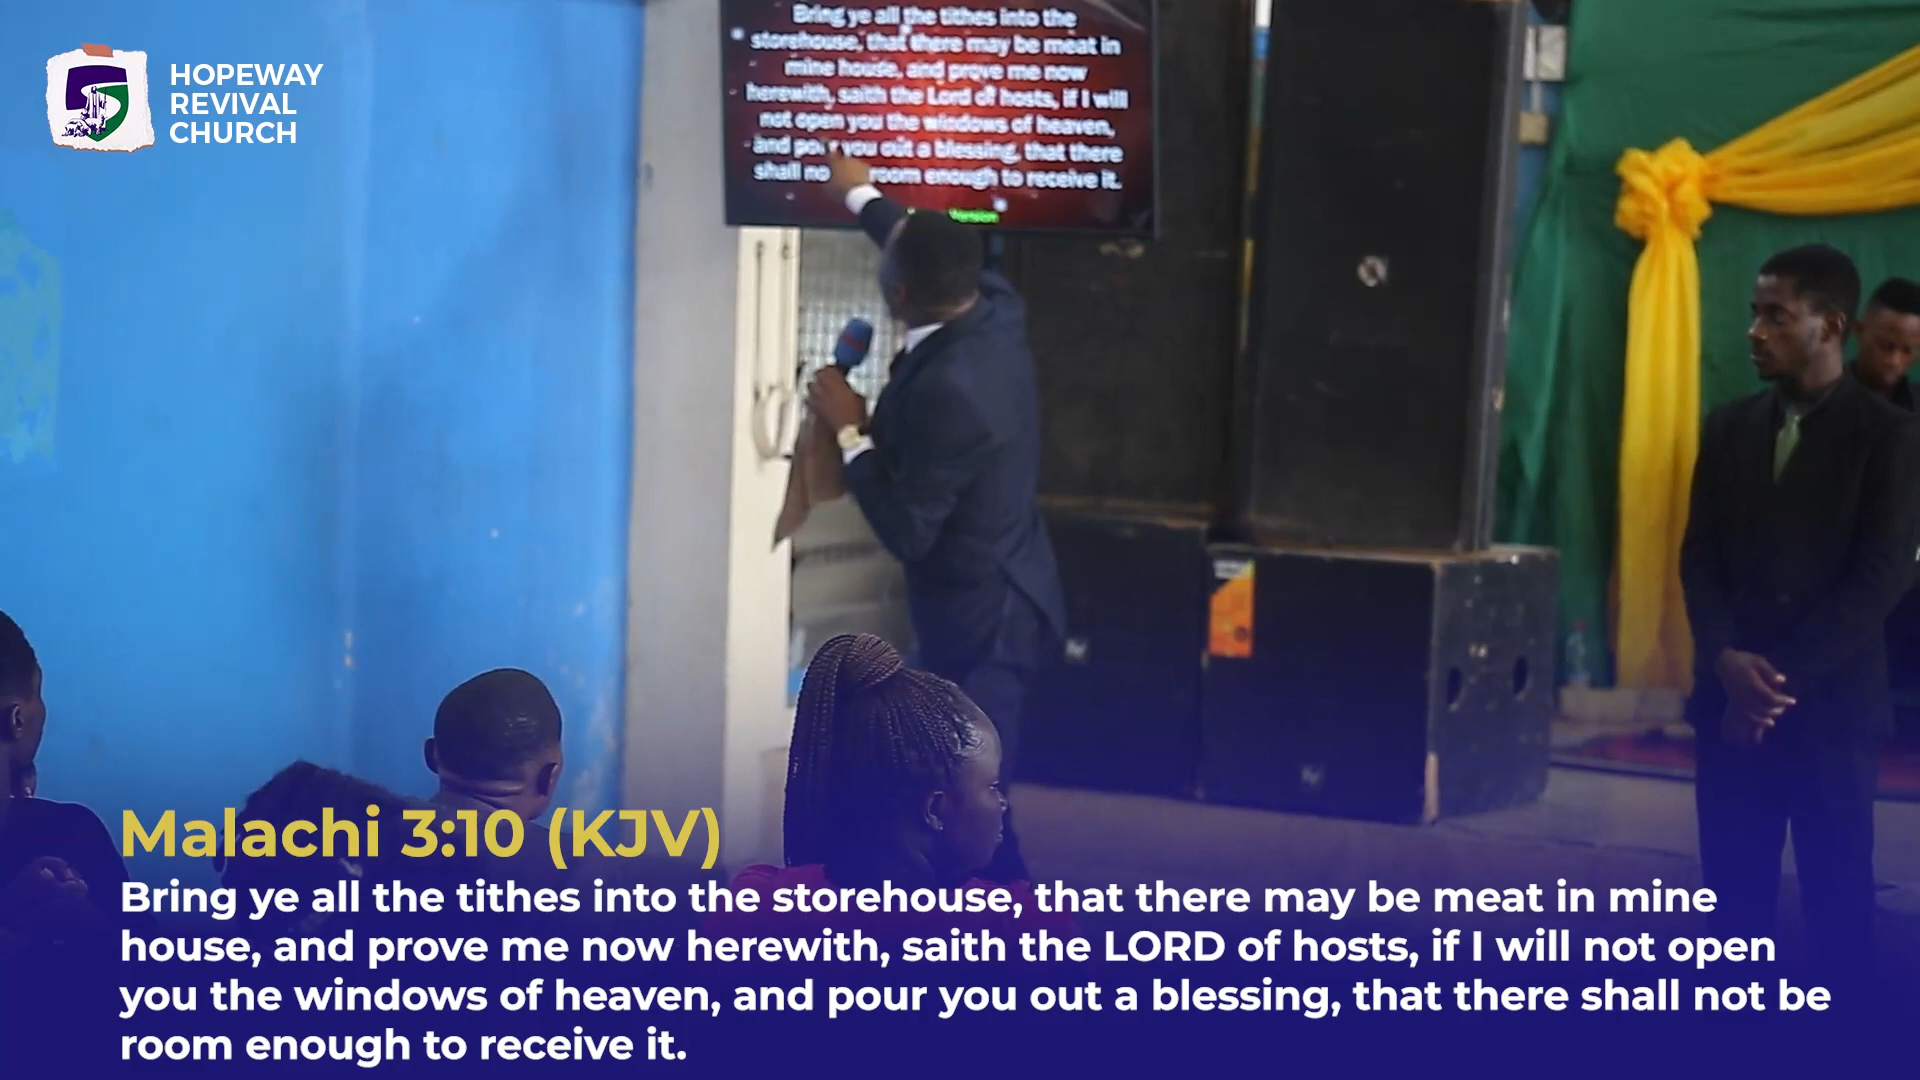 HOPEWAY
REVIVAL
CHURCH
Bring ye all the tithes into the
storehouse, that there may be meat in
mine house, and prove me now
herewith, saith the Lord of hosts, if I will
not open you the windows of heaven,
and you out a blessing, that there
shall no room enough to receive it.
Version
Malachi 3:10 (KJV)
Bring ye all the tithes into the storehouse, that there may be meat in mine
house, and prove me now herewith, saith the LORD of hosts, if I will not open
you the windows of heaven, and pour you out a blessing, that there shall not be
room enough to receive it.